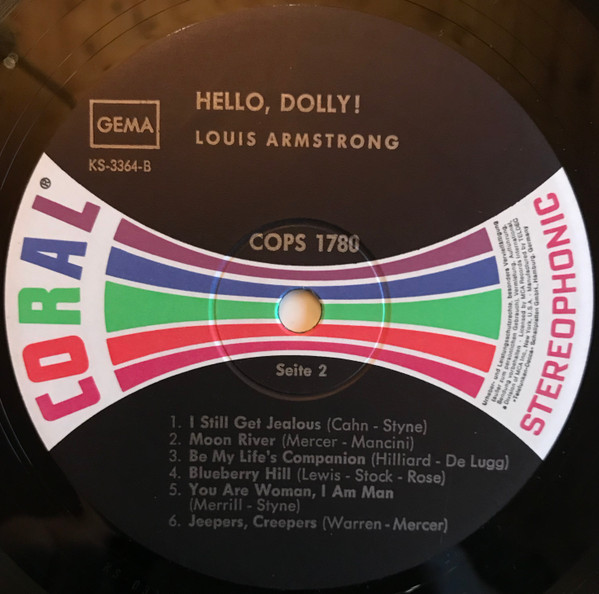 HELLO, DOLLY!
LOUIS ARMSTRONG
GEMA
KS-3364-B
CORAL®
COPS 1780
STEREOPHONIC
Seite 2
1. I Still Get Jealous (Cahn - Styne)
2. Moon River (Mercer - Mancini)
3. Be My Life's Companion (Hilliard - De Lugg)
4. Blueberry Hill (Lewis - Stock - Rose)
5. You Are Woman, I Am Man
(Merrill - Styne)
6. Jeepers, Creepers (Warren - Mercer)